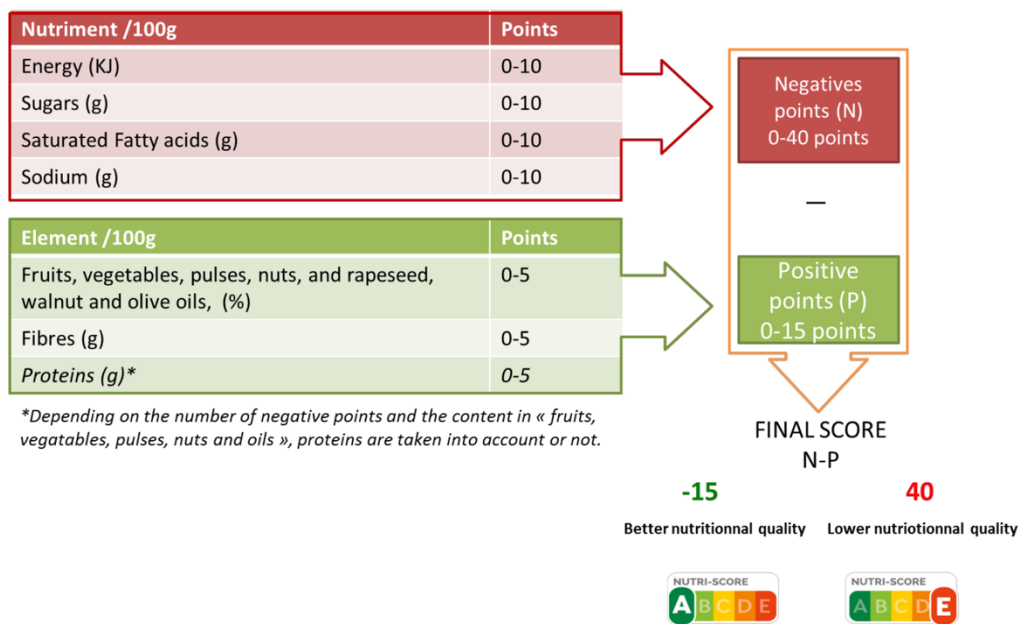 Nutriment /100g Points
Energy (KJ) 0-10
Sugars (g) 0-10
Saturated Fatty acids (g) 0-10
Sodium (g) 0-10
Negatives
points (N)
0-40 points
—
Element /100g Points
Fruits, vegetables, pulses, nuts, and rapeseed, 0-5
walnut and olive oils, (%)
Fibres (g) 0-5
Proteins (g)* 0-5
Positive
points (P)
0-15 points
*Depending on the number of negative points and the content in « fruits,
vegatables, pulses, nuts and oils », proteins are taken into account or not.
FINAL SCORE
N-P
-15 40
Better nutritionnal quality Lower nutriotionnal quality
NUTRI-SCORE NUTRI-SCORE
A B C D E A B C D E